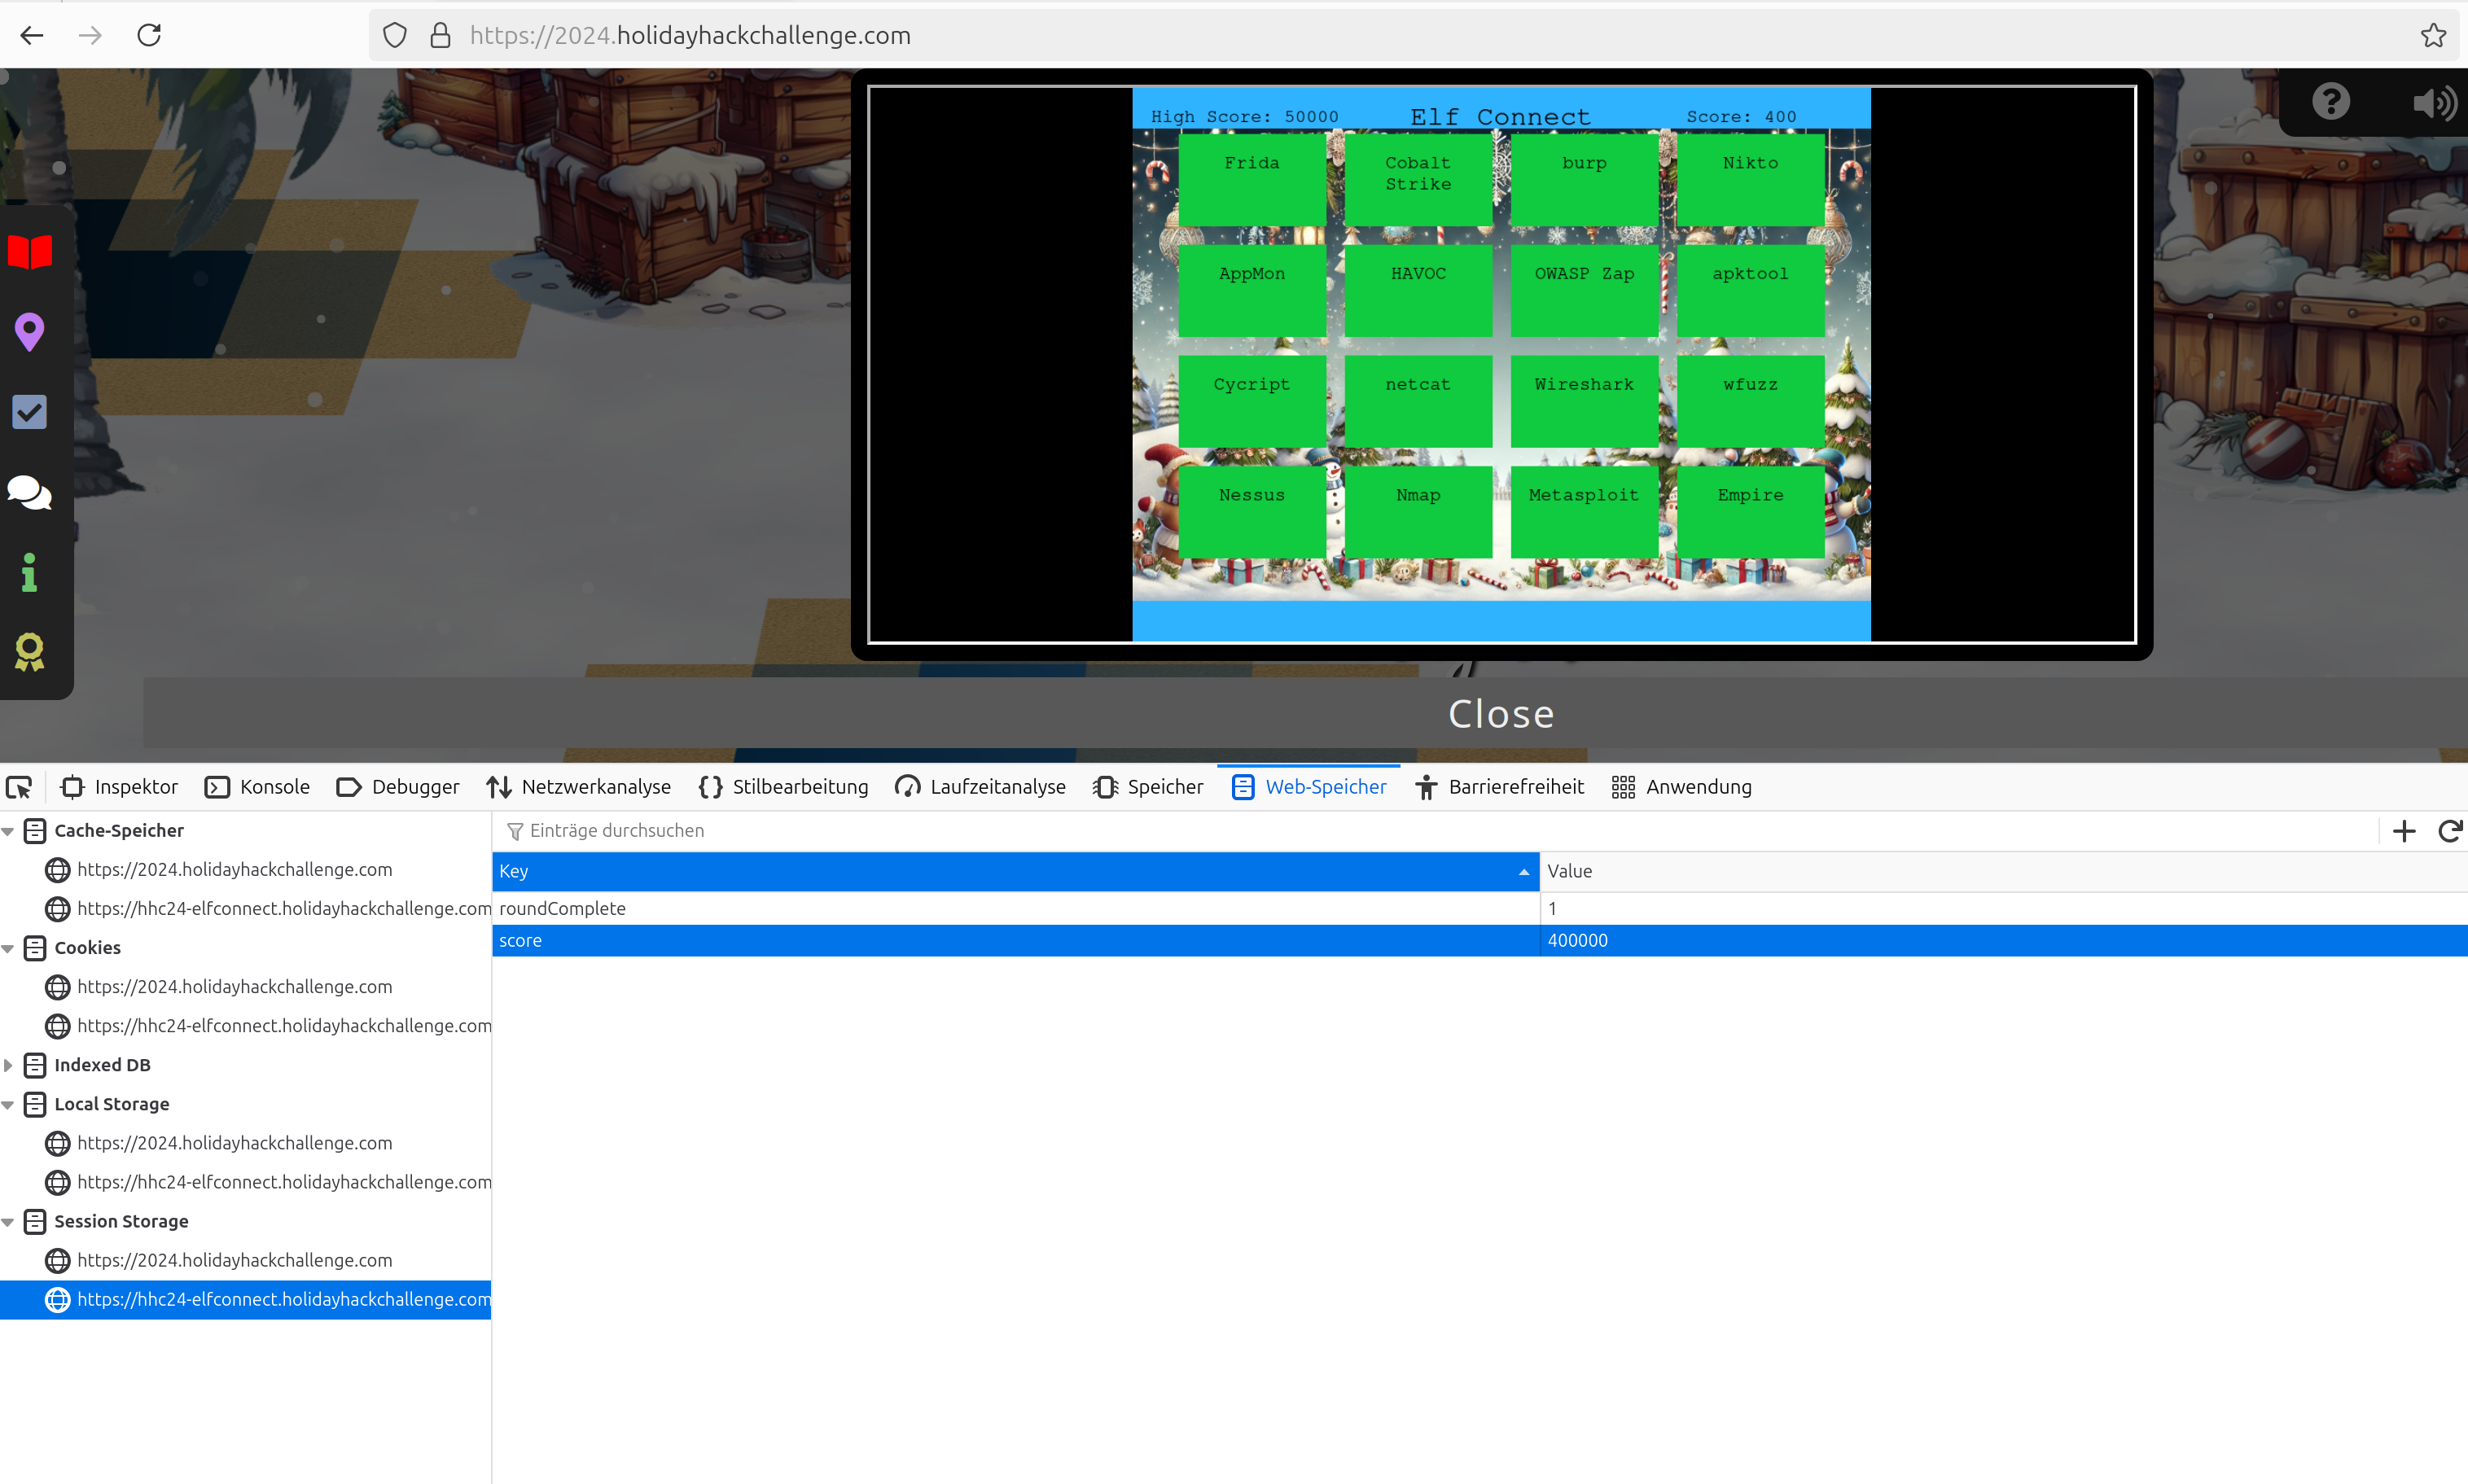 https://2024.holidayhackchallenge.com
High Score: 50000 Elf Connect Score: 400
Frida Cobalt Strike burp Nikto
AppMon HAVOC OWASP Zap apktool
Cycript netcat Wireshark wfuzz
Nessus Nmap Metasploit Empire
Close
Inspektor Konsole Debugger Netzwerkanalyse Stilbearbeitung Laufzeitanalyse Speicher Web-Speicher Barrierefreiheit Anwendung
Cache-Speicher
https://2024.holidayhackchallenge.com
https://hhc24-elfconnect.holidayhackchallenge.com
Cookies
https://2024.holidayhackchallenge.com
https://hhc24-elfconnect.holidayhackchallenge.com
Indexed DB
Local Storage
https://2024.holidayhackchallenge.com
https://hhc24-elfconnect.holidayhackchallenge.com
Session Storage
https://2024.holidayhackchallenge.com
https://hhc24-elfconnect.holidayhackchallenge.com
Einträge durchsuchen
Key Value
roundComplete 1
score 400000